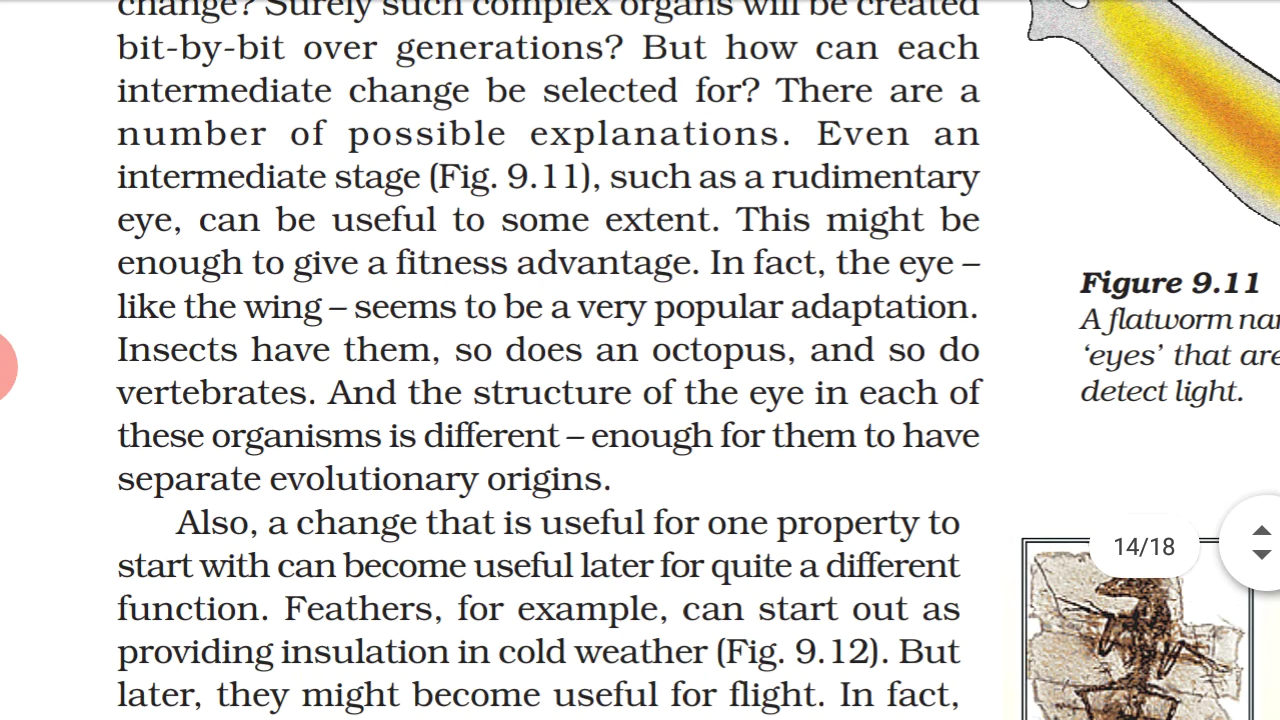 change? Surely such complex organs will be created
bit-by-bit over generations? But how can each
intermediate change be selected for? There are a
number of possible explanations. Even an
intermediate stage (Fig. 9.11), such as a rudimentary
eye, can be useful to some extent. This might be
enough to give a fitness advantage. In fact, the eye –
like the wing – seems to be a very popular adaptation.
Insects have them, so does an octopus, and so do
vertebrates. And the structure of the eye in each of
these organisms is different – enough for them to have
separate evolutionary origins.
Also, a change that is useful for one property to
start with can become useful later for quite a different
function. Feathers, for example, can start out as
providing insulation in cold weather (Fig. 9.12). But
later, they might become useful for flight. In fact,
Figure 9.11
A flatworm
‘eyes’ that are
detect light.
14/18